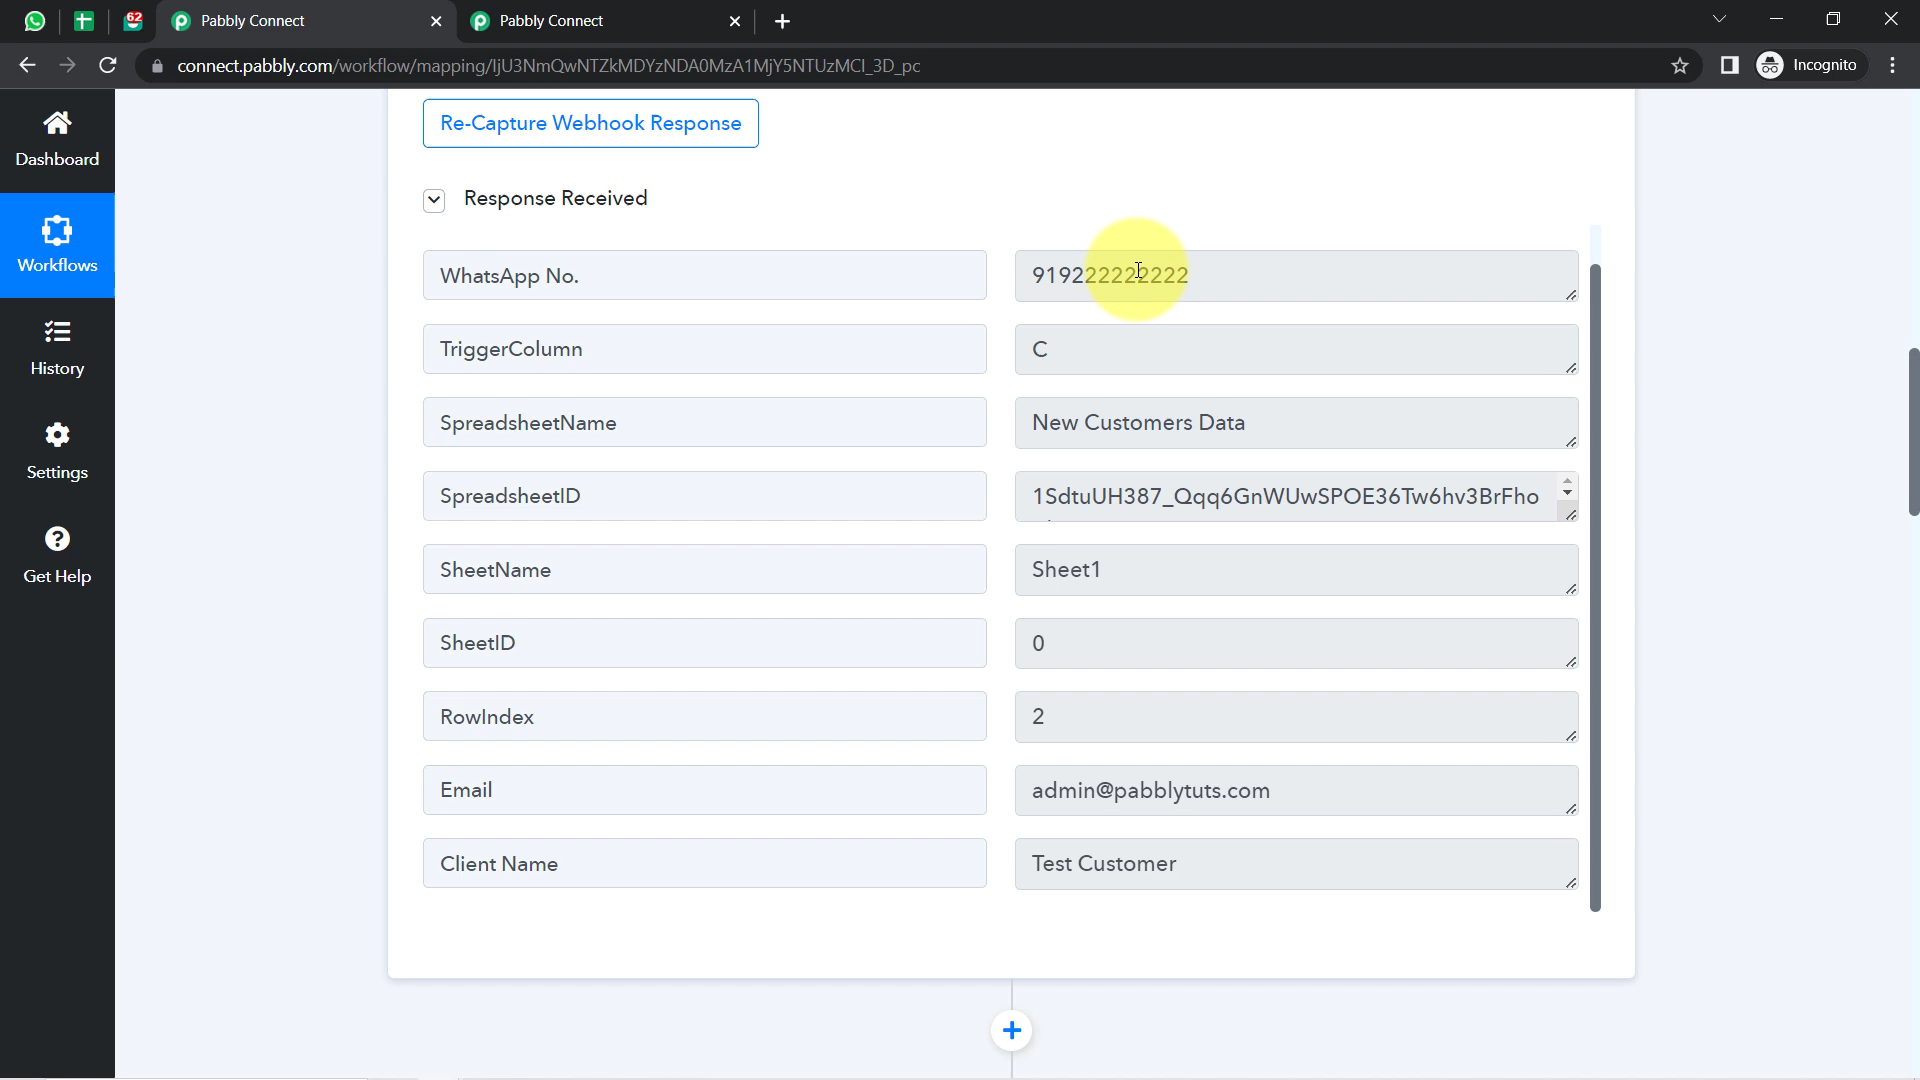 62
Pabbly Connect
Pabbly Connect
connect.pabbly.com/workflow/mapping/IjU3NmQwNTZkMDYzNDA0MzA1MjY5NTUzMCI_3D_pc
Incognito
Dashboard
Workflows
History
Settings
Get Help
Re-Capture Webhook Response
Response Received
WhatsApp No.
919222222222
TriggerColumn
C
SpreadsheetName
New Customers Data
SpreadsheetID
1SdtuUH387_Qqq6GnWUwSPOE36Tw6hv3BrFho
SheetName
Sheet1
SheetID
0
RowIndex
2
Email
admin@pabblytuts.com
Client Name
Test Customer